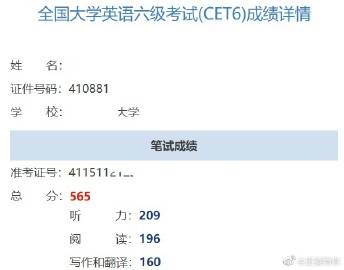 全国大学英语六级考试(CET6)成绩详情
姓 名：
证件号码：410881
学 校： 大学
笔试成绩
准考证号：4115112
总 分：565
听 力：209
阅 读：196
写作和翻译：160